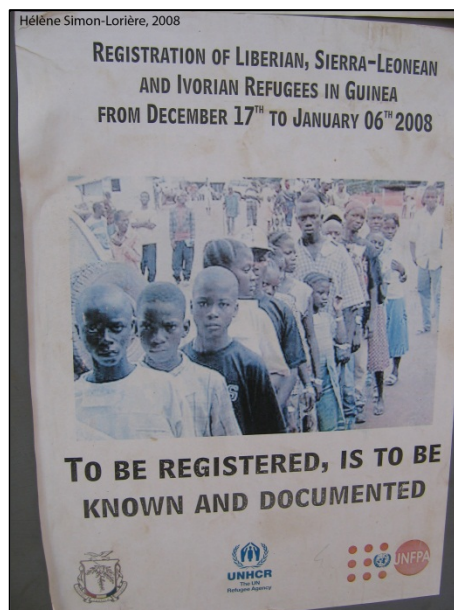 Hélène Simon-Lorière, 2008
REGISTRATION OF LIBERIAN, SIERRA-LEONEAN
AND IVORIAN REFUGEES IN GUINEA
FROM DECEMBER 17TH TO JANUARY 06TH 2008
TO BE REGISTERED, IS TO BE
KNOWN AND DOCUMENTED
UNHCR
The UN
Refugee Agency
UNFPA